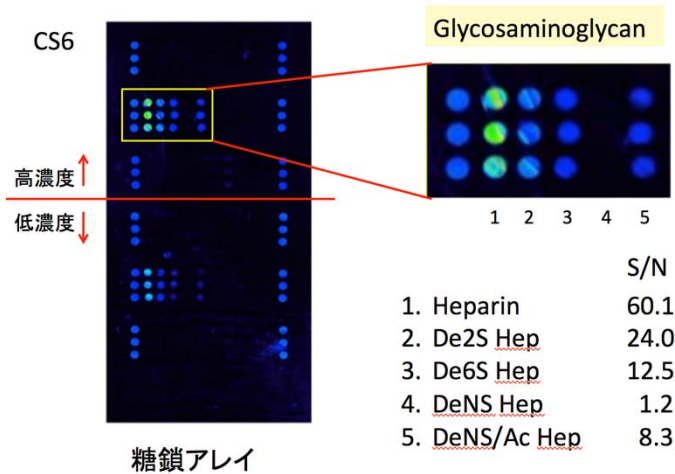 CS6
Glycosaminoglycan
高濃度
低濃度
1 2 3 4 5
S/N
1. Heparin 60.1
2. De2S Hep 24.0
3. De6S Hep 12.5
4. DeNS Hep 1.2
5. DeNS/Ac Hep 8.3
糖鎖アレイ